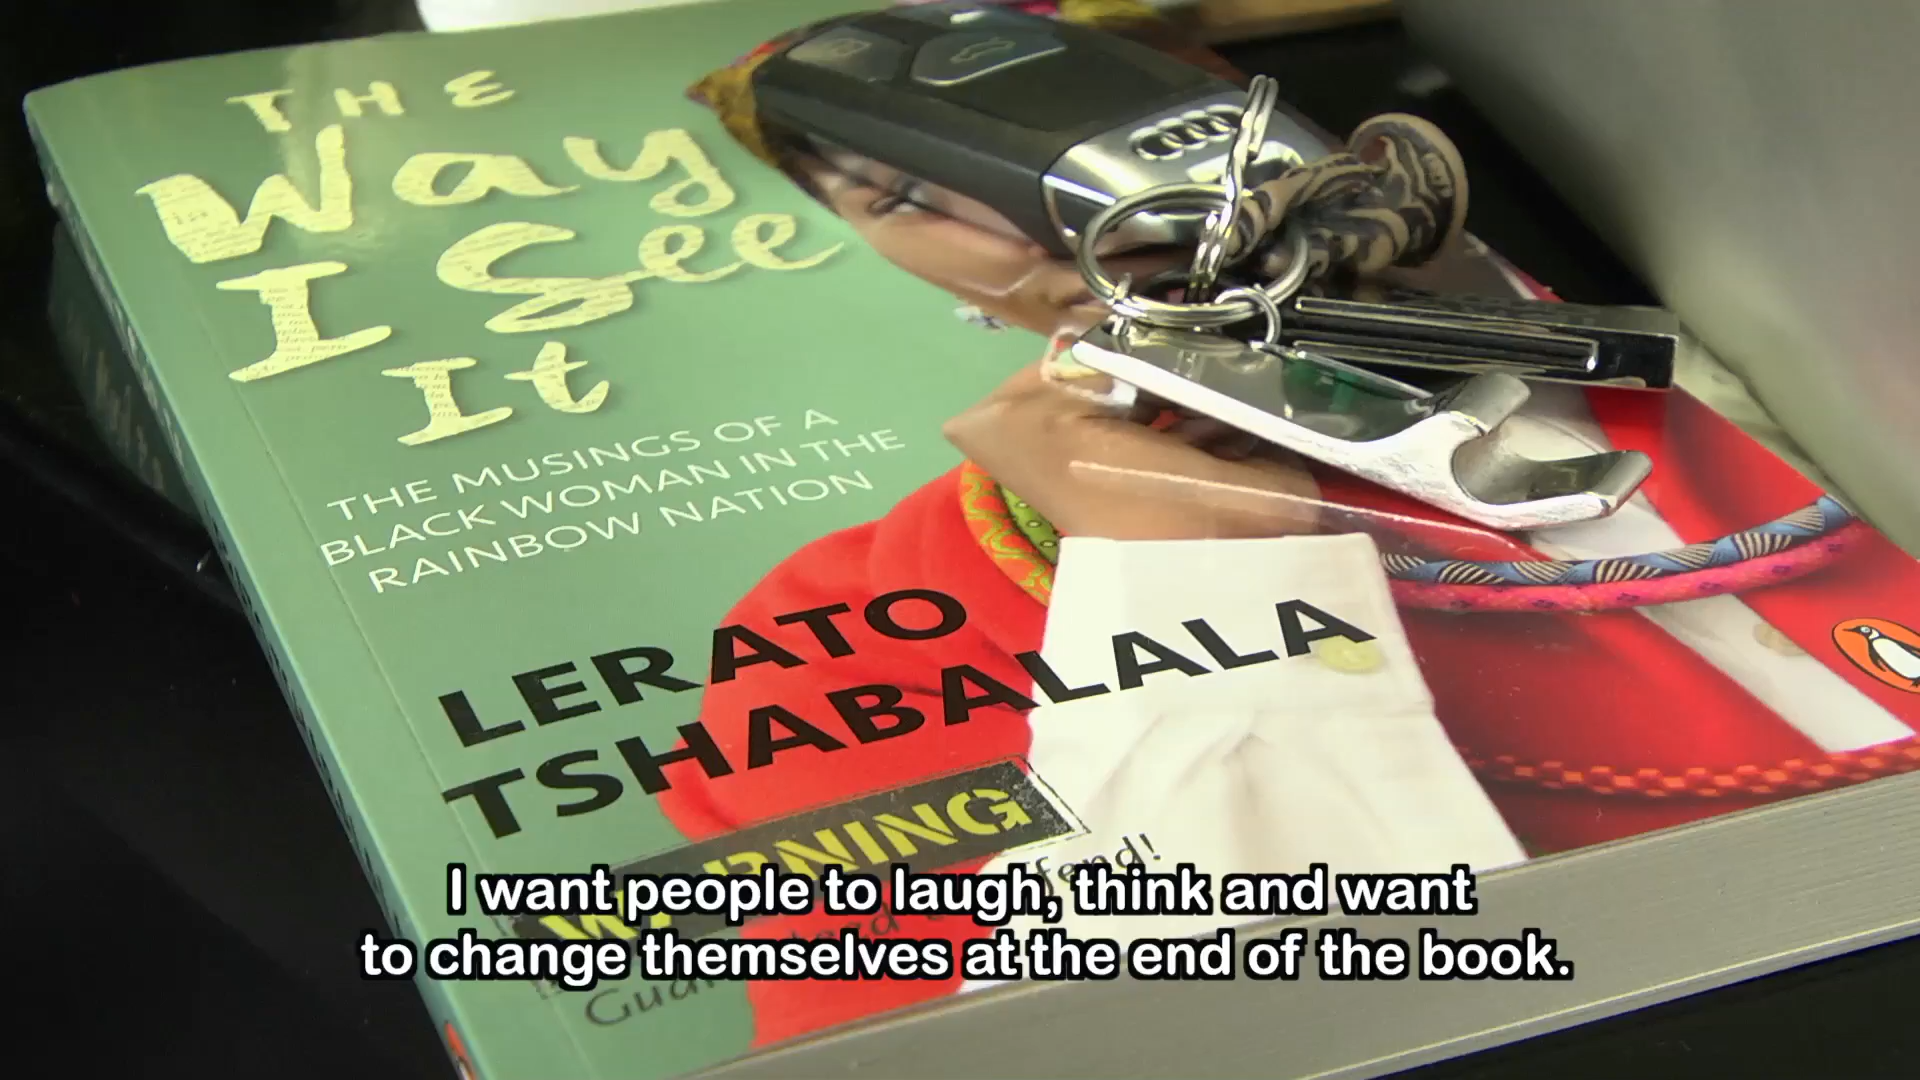 THE
Way
I See
It
THE MUSINGS OF A
BLACK WOMAN IN THE
RAINBOW NATION
LERATO
TSHABALALA
WARNING
I want people to laugh, think and want
to change themselves at the end of the book.